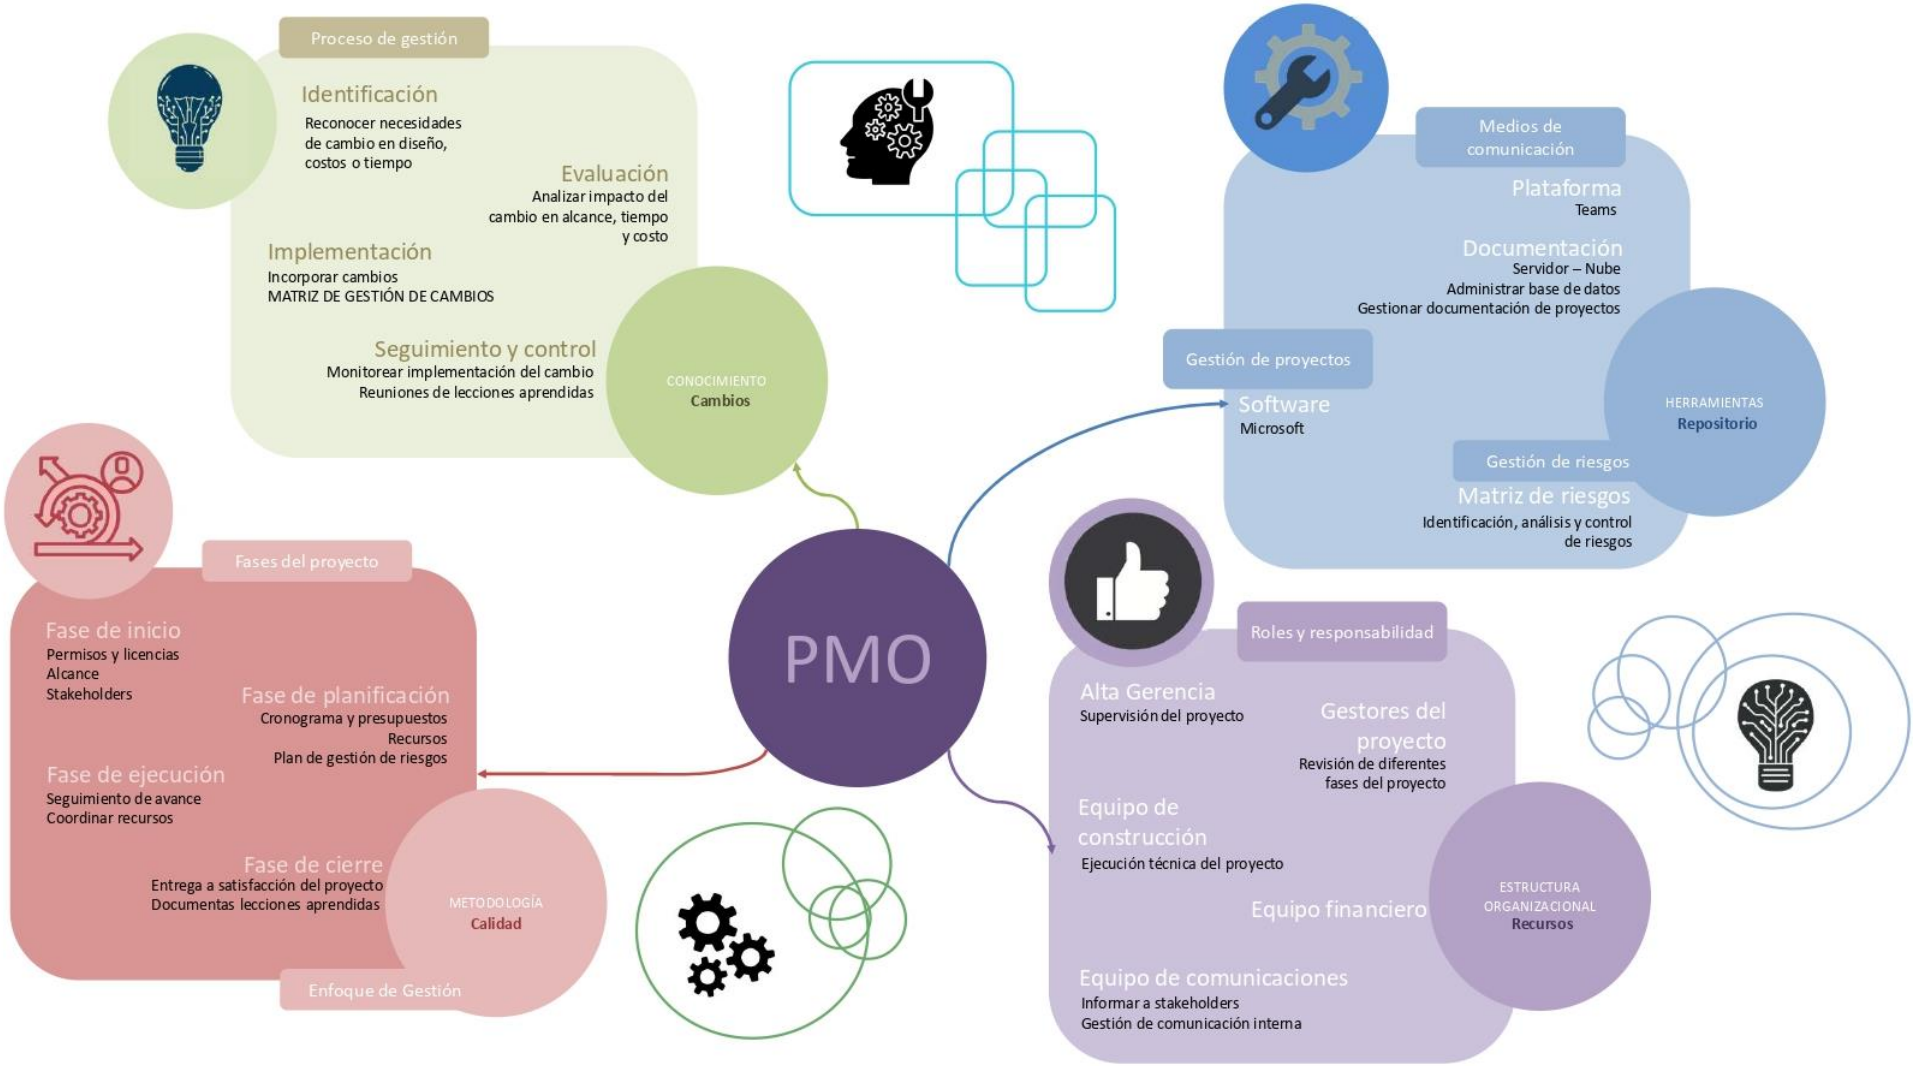 Proceso de gestión
Identificación
Reconocer necesidades
de cambio en diseño,
costos o tiempo
Evaluación
Analizar impacto del
cambio en alcance, tiempo
y costo
Implementación
Incorporar cambios
MATRIZ DE GESTIÓN DE CAMBIOS
Seguimiento y control
Monitorear implementación del cambio
Reuniones de lecciones aprendidas
CONOCIMIENTO
Cambios
Medios de
comunicación
Plataforma
Teams
Documentación
Servidor – Nube
Administrar base de datos
Gestionar documentación de proyectos
Gestión de proyectos
Software
Microsoft
HERRAMIENTAS
Repositorio
Gestión de riesgos
Matriz de riesgos
Identificación, análisis y control
de riesgos
Fases del proyecto
Fase de inicio
Permisos y licencias
Alcance
Stakeholders
Fase de planificación
Cronograma y presupuestos
Recursos
Plan de gestión de riesgos
Fase de ejecución
Seguimiento de avance
Coordinar recursos
Fase de cierre
Entrega a satisfacción del proyecto
Documentas lecciones aprendidas
METODOLOGÍA
Calidad
Enfoque de Gestión
PMO
Roles y responsabilidad
Alta Gerencia
Supervisión del proyecto
Gestores del
proyecto
Revisión de diferentes
fases del proyecto
Equipo de
construcción
Ejecución técnica del proyecto
Equipo financiero
ESTRUCTURA
ORGANIZACIONAL
Recursos
Equipo de comunicaciones
Informar a stakeholders
Gestión de comunicación interna